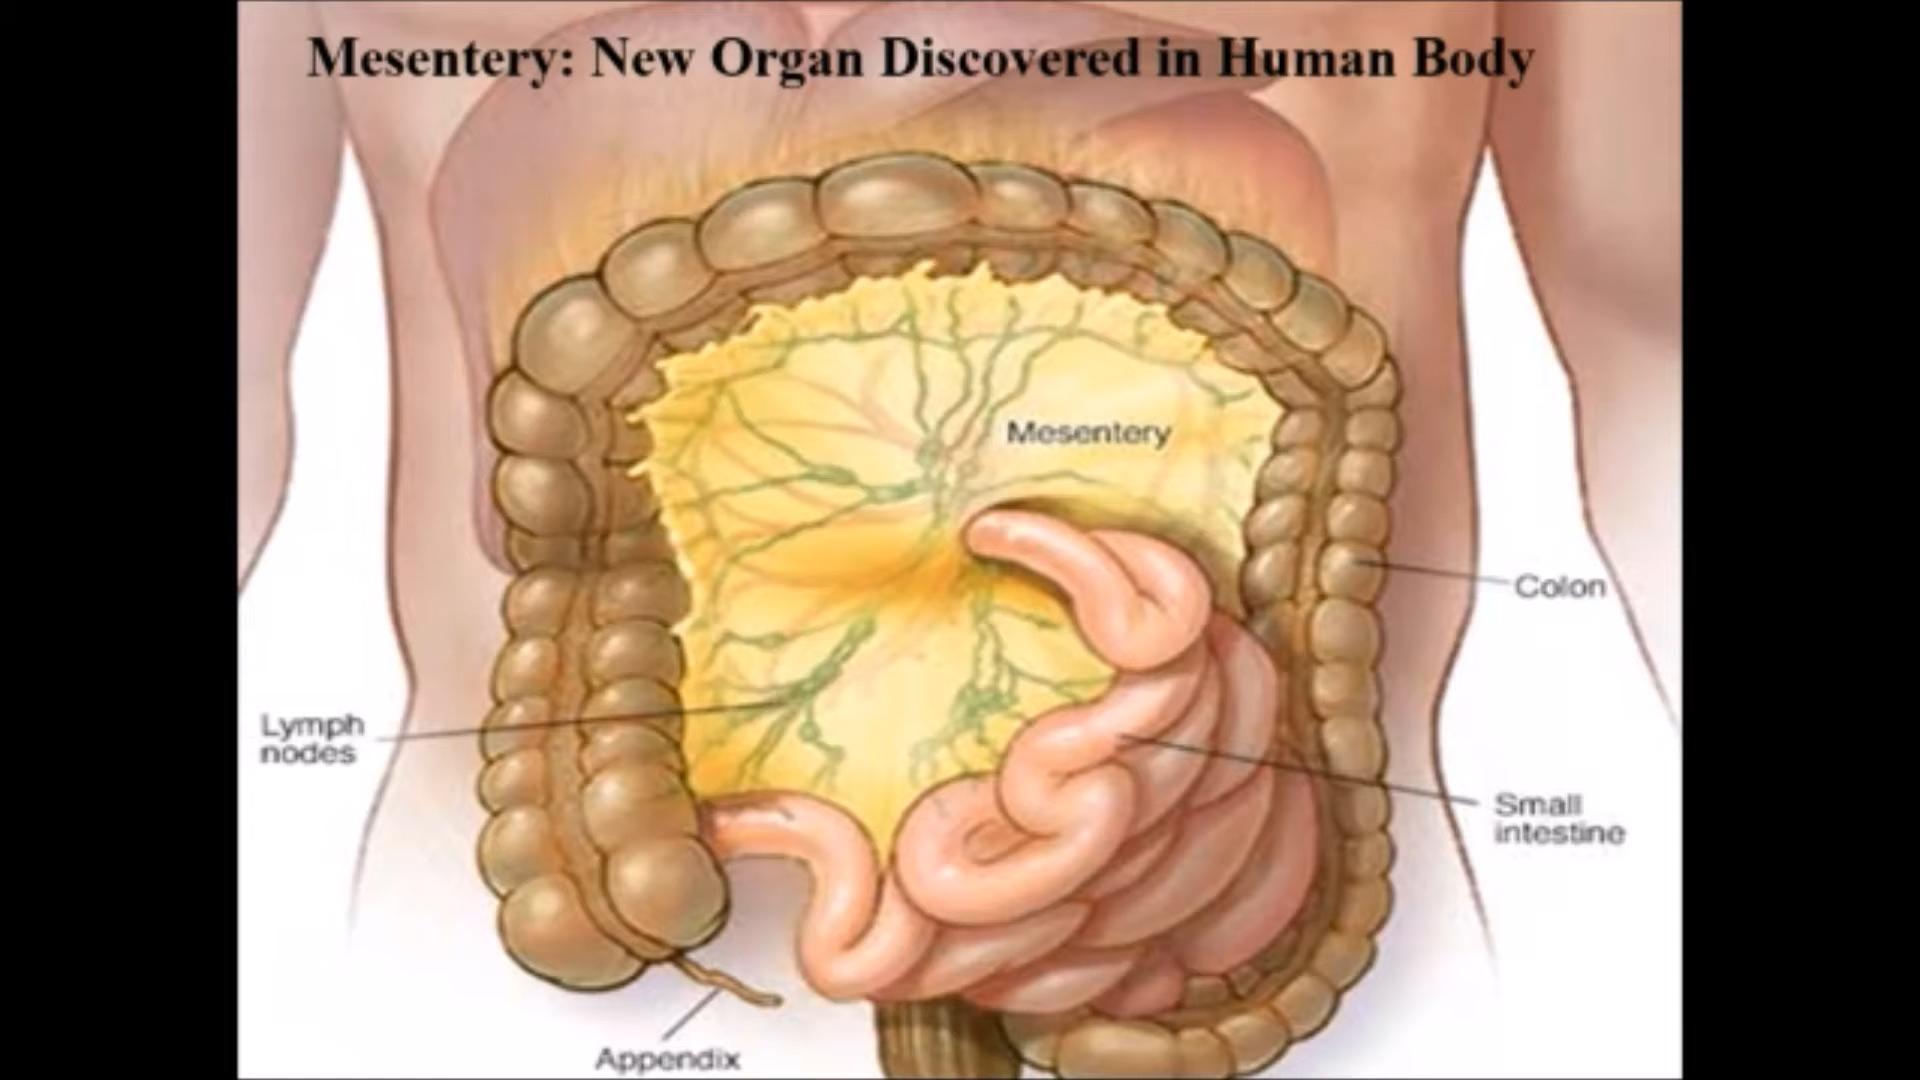 Mesentery: New Organ Discovered in Human Body
Mesentery
Colon
Lymph
nodes
Small
intestine
Appendix